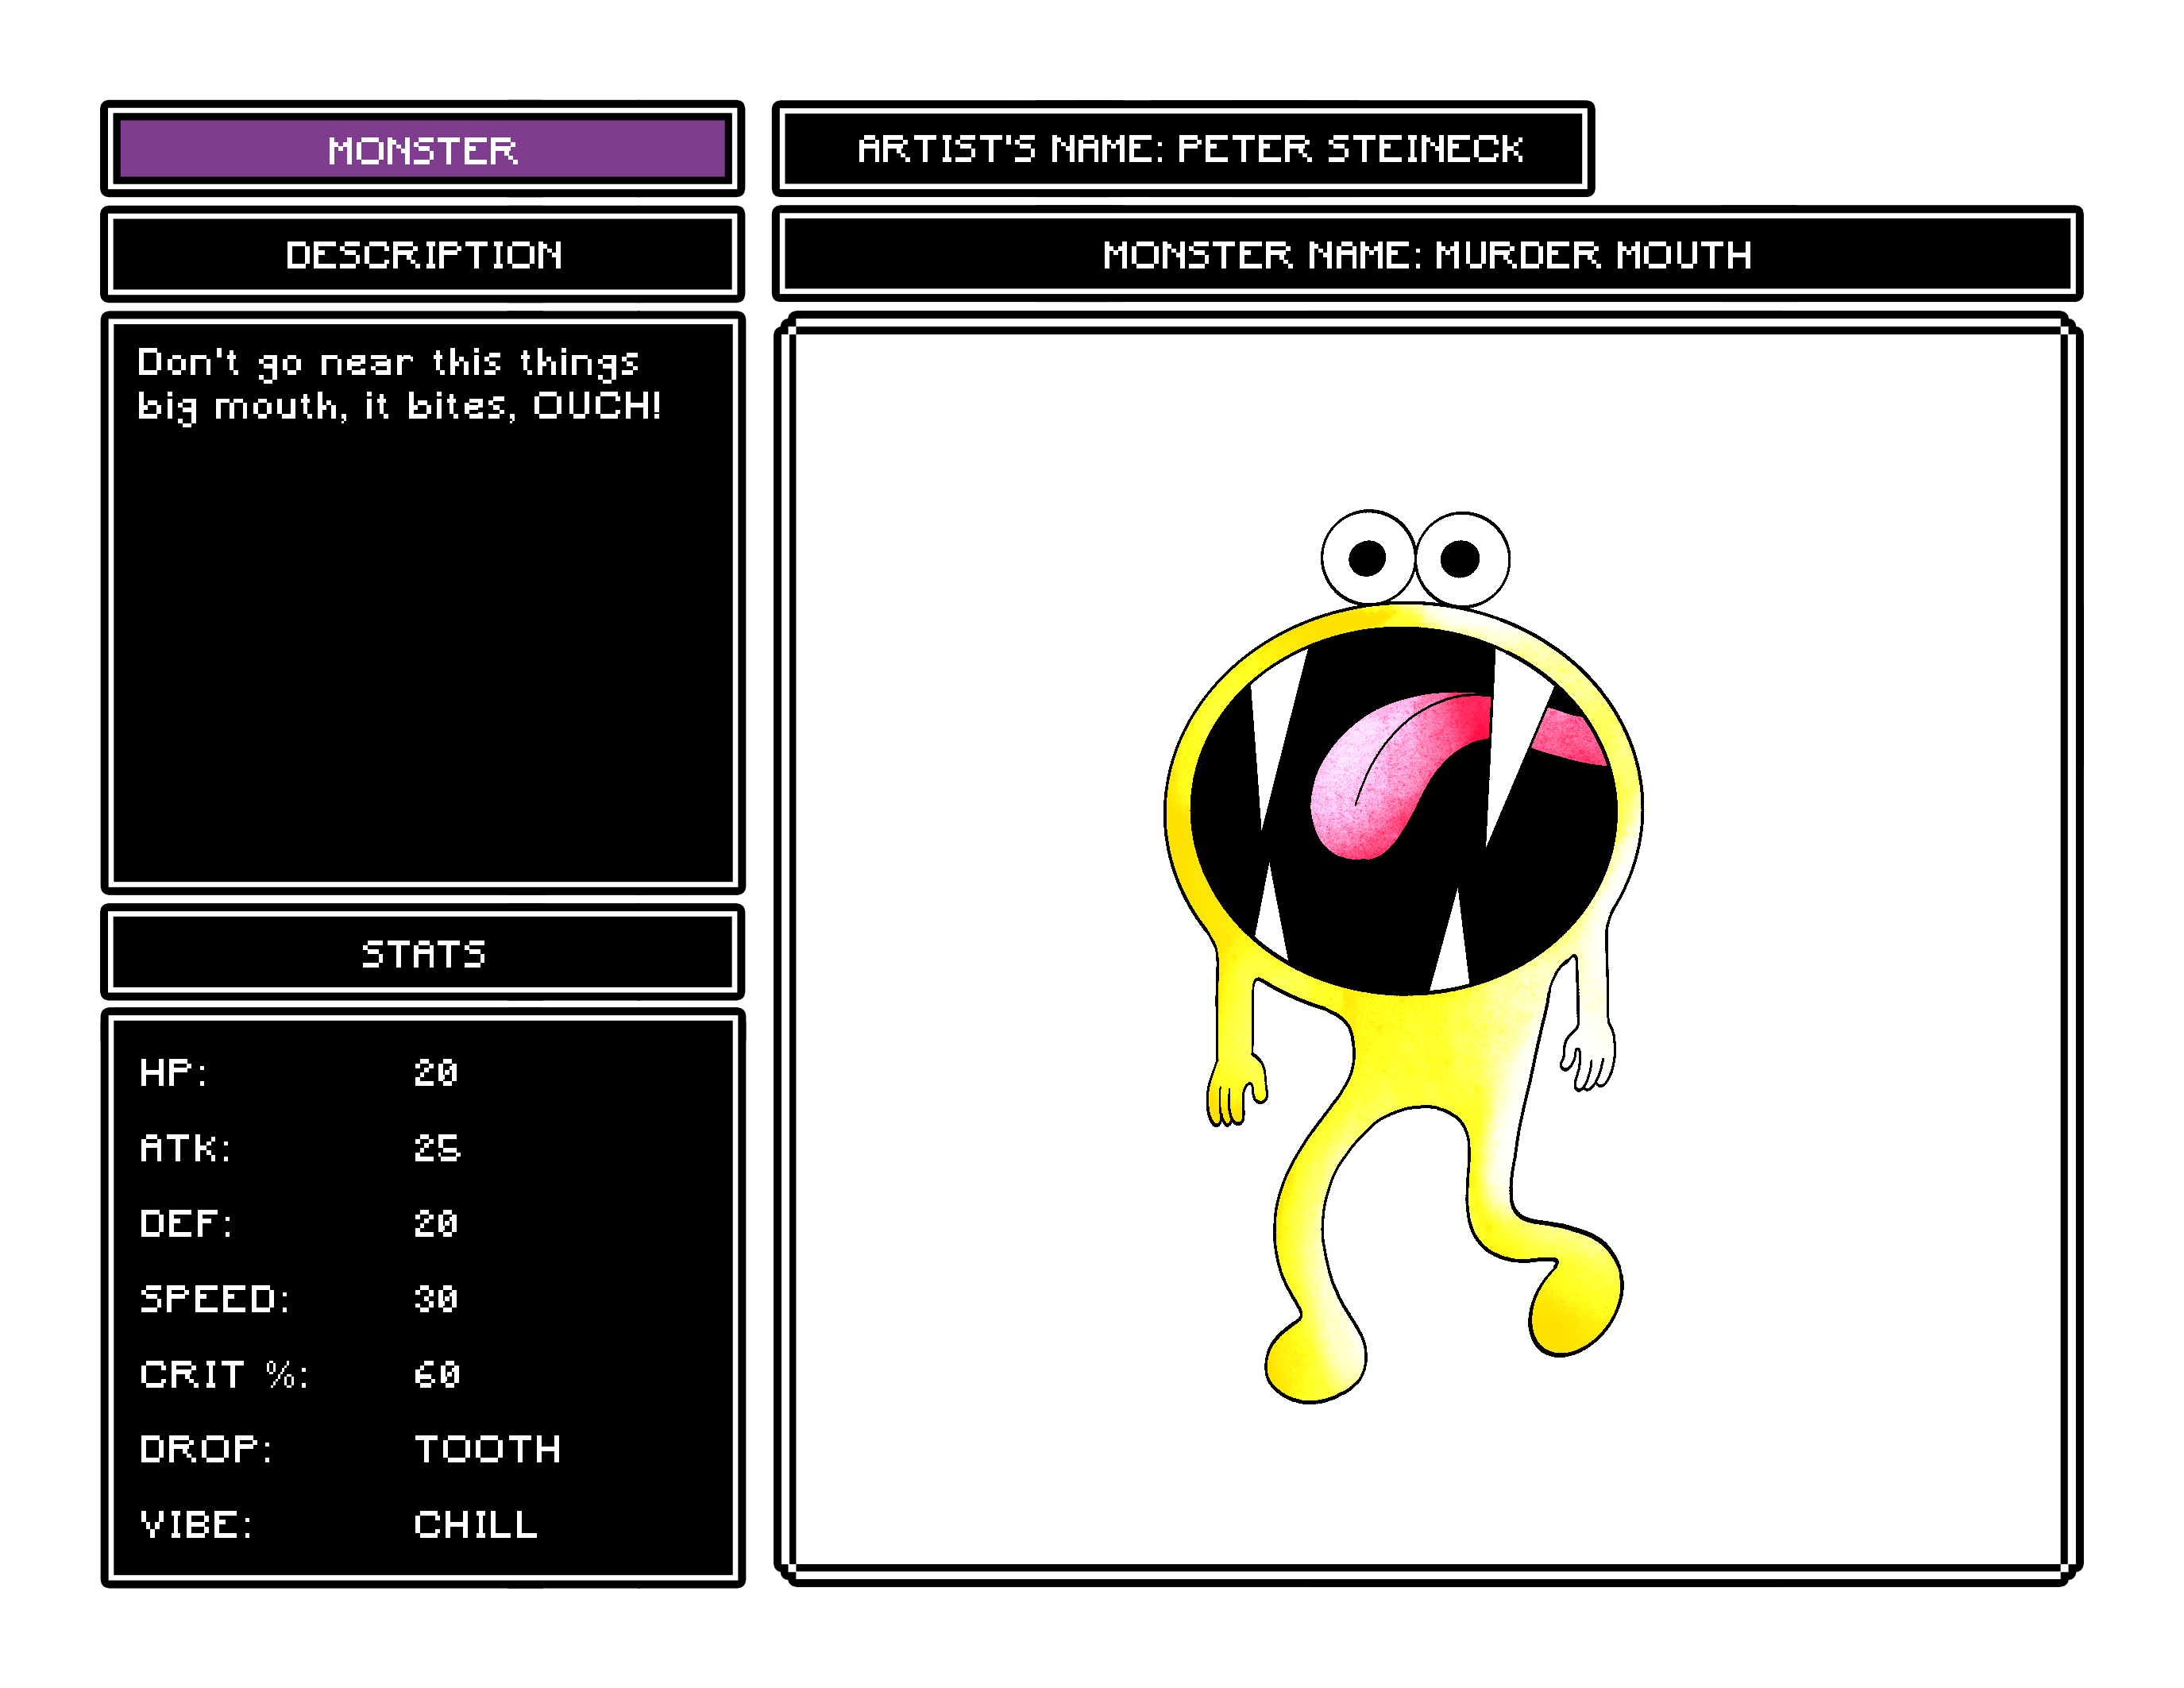 MONSTER
ARTIST'S NAME: PETER STEINECK
DESCRIPTION
MONSTER NAME: MURDER MOUTH
Don't go near this things
big mouth, it bites, OUCH!
STATS
HP: 20
ATK: 25
DEF: 20
SPEED: 30
CRIT %: 60
DROP: TOOTH
VIBE: CHILL